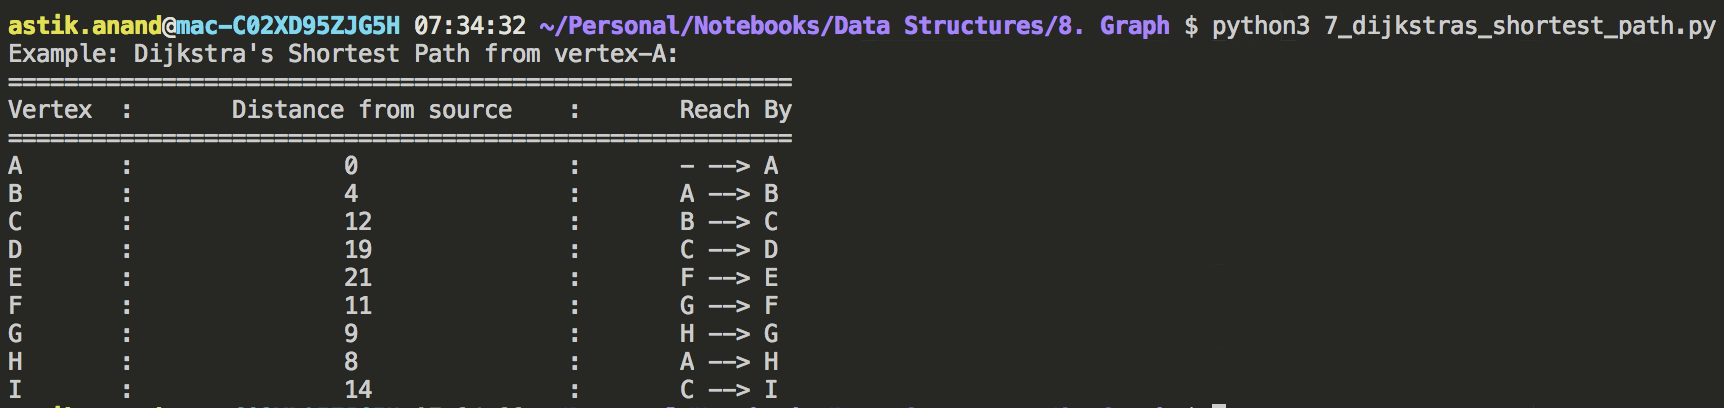 astik.anand@mac-C02XD95ZJG5H 07:34:32 ~/Personal/Notebooks/Data Structures/8. Graph $ python3 7_dijkstras_shortest_path.py
Example: Dijkstra's Shortest Path from vertex-A:
========================================================
Vertex  :       Distance from source    :       Reach By
========================================================
A       :               0               :       - --> A
B       :               4               :       A --> B
C       :               12              :       B --> C
D       :               19              :       C --> D
E       :               21              :       F --> E
F       :               11              :       G --> F
G       :               9               :       H --> G
H       :               8               :       A --> H
I       :               14              :       C --> I